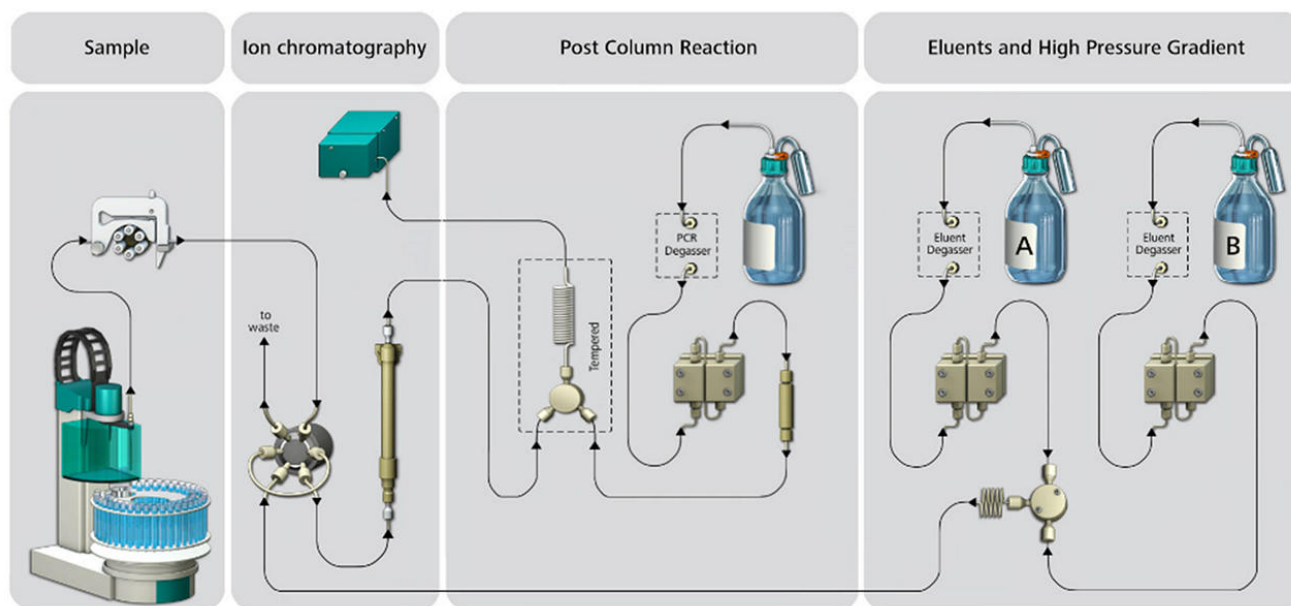 Sample
Ion chromatography
Post Column Reaction
Eluents and High Pressure Gradient
to
waste
Tempered
PCR
Degasser
Eluent
Degasser
A
Eluent
Degasser
B